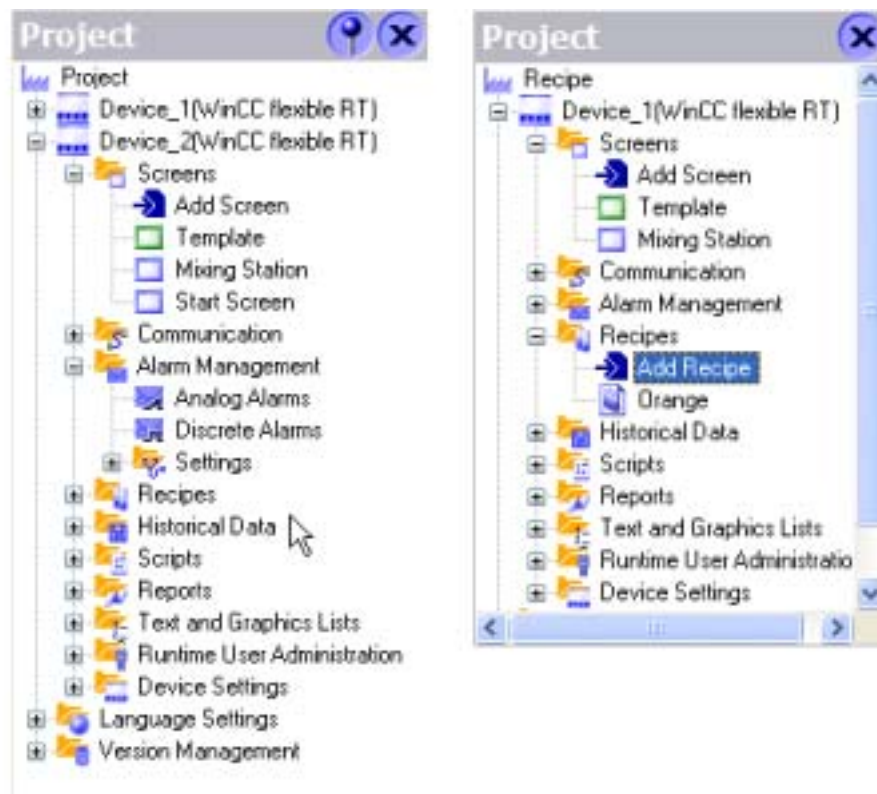 Project
Project
Device_1(WinCC flexible RT)
Device_2(WinCC flexible RT)
Screens
Add Screen
Template
Mixing Station
Start Screen
Communication
Alarm Management
Analog Alarms
Discrete Alarms
Settings
Recipes
Historical Data
Scripts
Reports
Text and Graphics Lists
Runtime User Administration
Device Settings
Language Settings
Version Management
Project
Recipe
Device_1(WinCC flexible RT)
Screens
Add Screen
Template
Mixing Station
Communication
Alarm Management
Recipes
Add Recipe
Orange
Historical Data
Scripts
Reports
Text and Graphics Lists
Runtime User Administratio
Device Settings